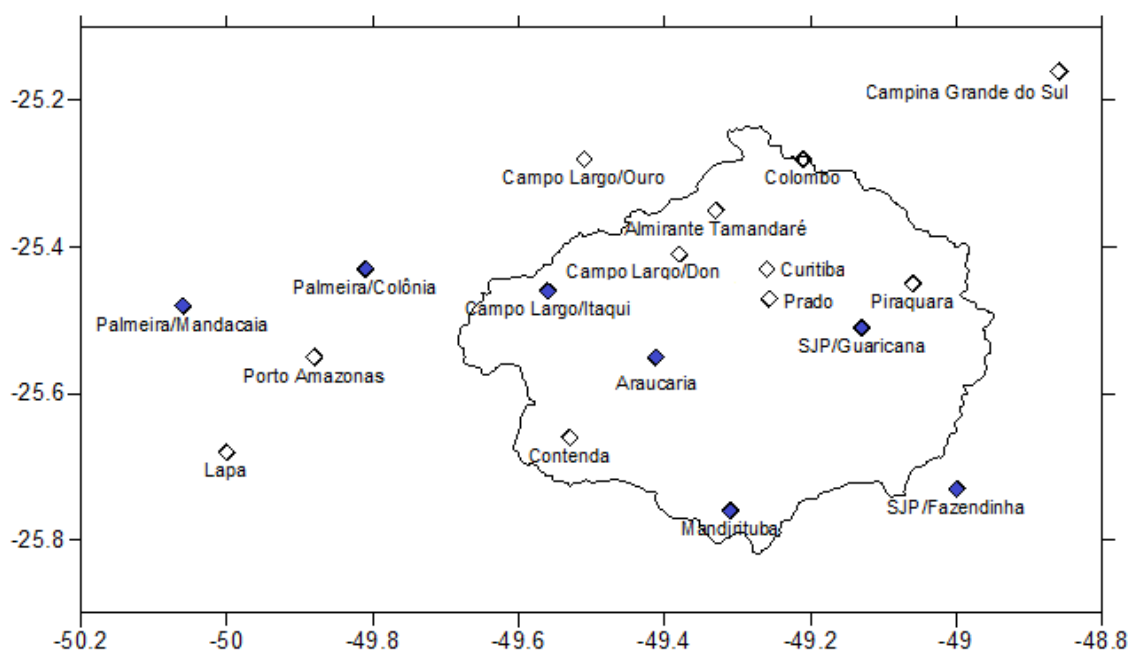 -25.2
Campina Grande do Sul
Campo Largo/Ouro
Colombo
Almirante Tamandaré
-25.4
Campo Largo/Don
Curitiba
Palmeira/Colônia
Campo Largo/Itaqui
Prado
Piraquara
Palmeira/Mandacaia
SJP/Guaricana
Porto Amazonas
Araucaria
-25.6
Contenda
Lapa
SJP/Fazendinha
Mandirituba
-25.8
-50.2 -50 -49.8 -49.6 -49.4 -49.2 -49 -48.8